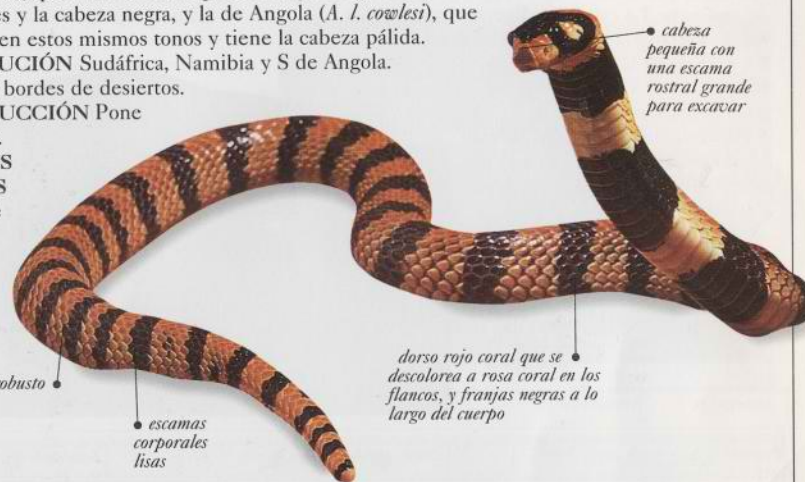 es y la cabeza negra, y la de Angola (A. l. cowlesi), que
en estos mismos tonos y tiene la cabeza pálida.
UCIÓN Sudáfrica, Namibia y S de Angola.
bordes de desiertos.
UCCIÓN Pone
S
S
cabeza
pequeña con
una escama
rostral grande
para excavar
dorso rojo coral que se
descolorea a rosa coral en los
flancos, y franjas negras a lo
largo del cuerpo
obusto
escamas
corporales
lisas